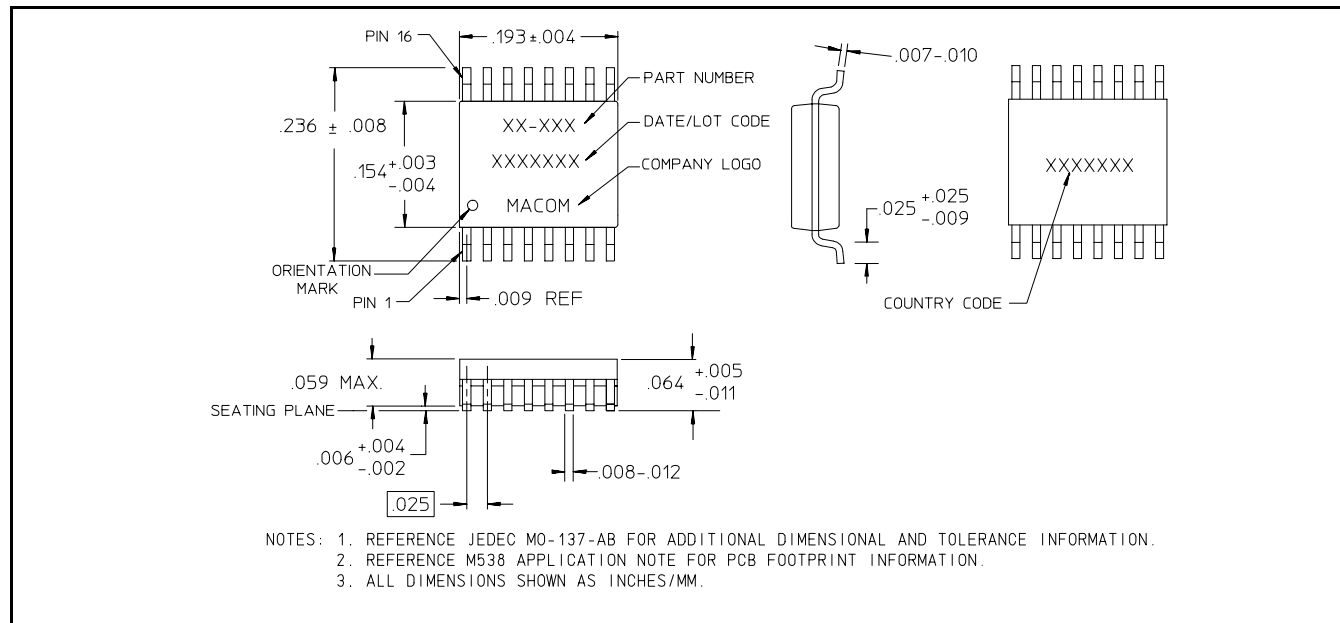 PIN 16
.193±.004
.007-.010
PART NUMBER
XX-XXX
DATE/LOT CODE
.236 ± .008
XXXXXXX
COMPANY LOGO
.154 +.003 -.004
MACOM
XXXXXXX
.025 +.025 -.009
ORIENTATION
MARK
PIN 1
.009 REF
COUNTRY CODE
.059 MAX.
.064 +.005 -.011
SEATING PLANE
.006 +.004 -.002
.008-.012
.025
NOTES: 1. REFERENCE JEDEC MO-137-AB FOR ADDITIONAL DIMENSIONAL AND TOLERANCE INFORMATION.
2. REFERENCE M538 APPLICATION NOTE FOR PCB FOOTPRINT INFORMATION.
3. ALL DIMENSIONS SHOWN AS INCHES/MM.